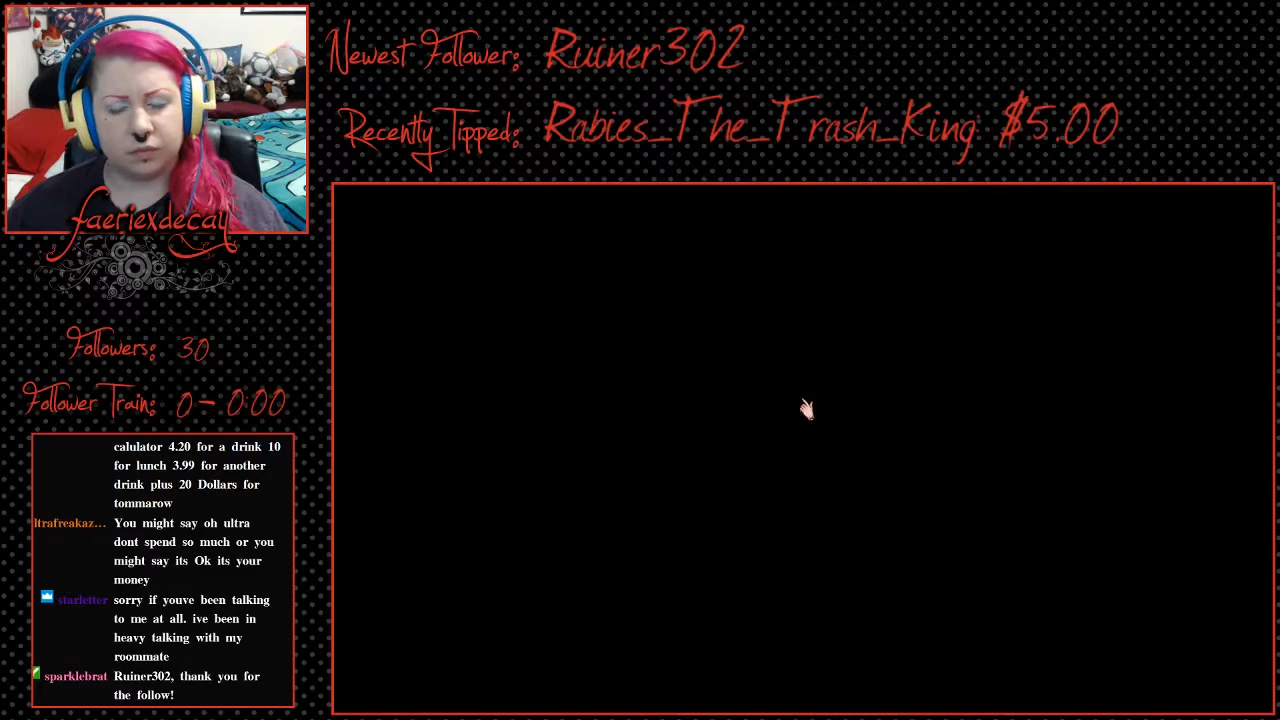 Newest Follower: Ruiner302
Recently Tipped: Rabies_The_Trash_King $5.00
faeriexdecay
Followers: 30
Follower Train: 0 - 0:00
calulator 4.20 for a drink 10
for lunch 3.99 for another
drink plus 20 Dollars for
tommarow
ltrafreakaz... You might say oh ultra
dont spend so much or you
might say its Ok its your
money
starletter sorry if youve been talking
to me at all. ive been in
heavy talking with my
roommate
sparklebrat Ruiner302, thank you for
the follow!